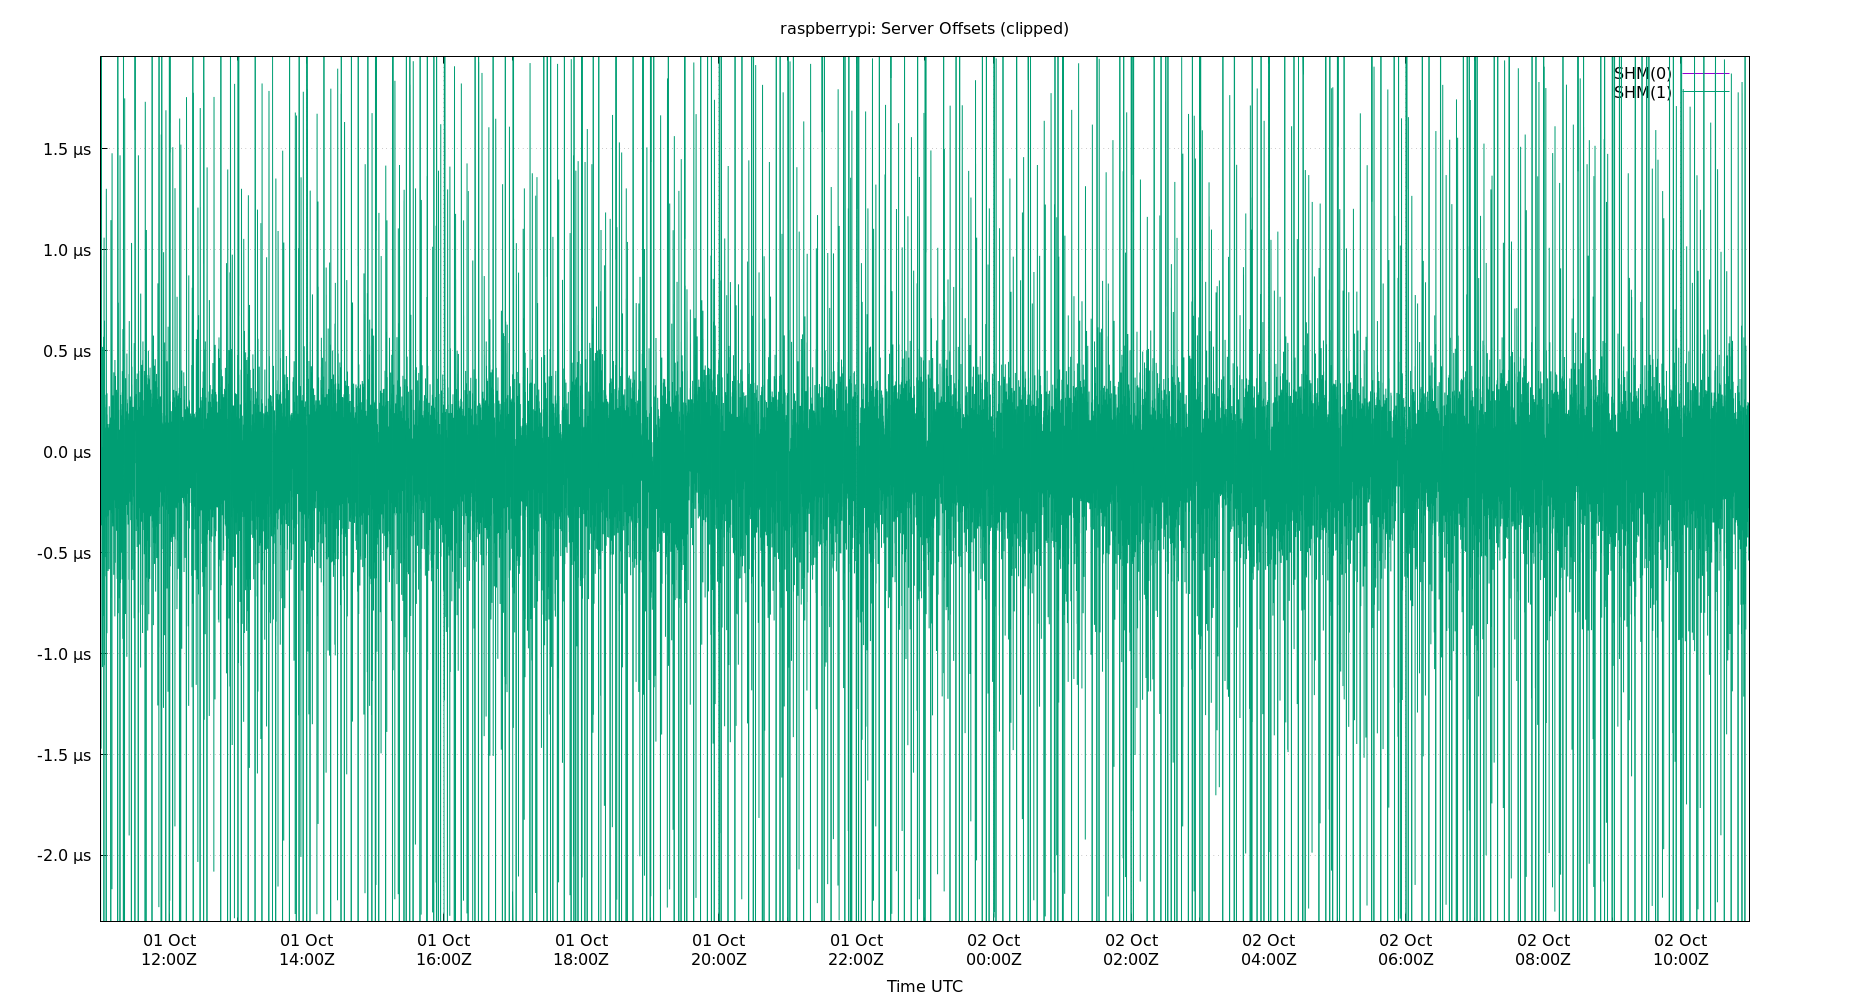 raspberrypi: Server Offsets (clipped)
SHM(0)
SHM(1)
1.5 µs
1.0 µs
0.5 µs
0.0 µs
-0.5 µs
-1.0 µs
-1.5 µs
-2.0 µs
01 Oct 01 Oct 01 Oct 01 Oct 01 Oct 01 Oct 02 Oct 02 Oct 02 Oct 02 Oct 02 Oct 02 Oct
12:00Z 14:00Z 16:00Z 18:00Z 20:00Z 22:00Z 00:00Z 02:00Z 04:00Z 06:00Z 08:00Z 10:00Z
Time UTC